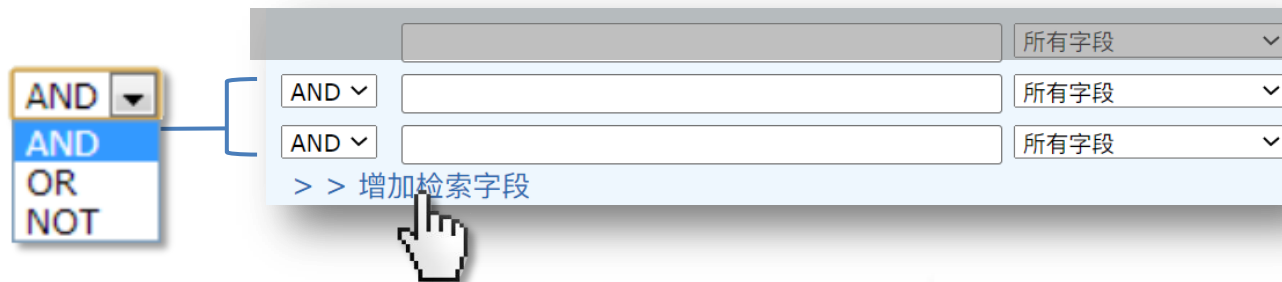 所有字段
AND
AND
OR
NOT
AND 所有字段
AND 所有字段
> > 增加检索字段